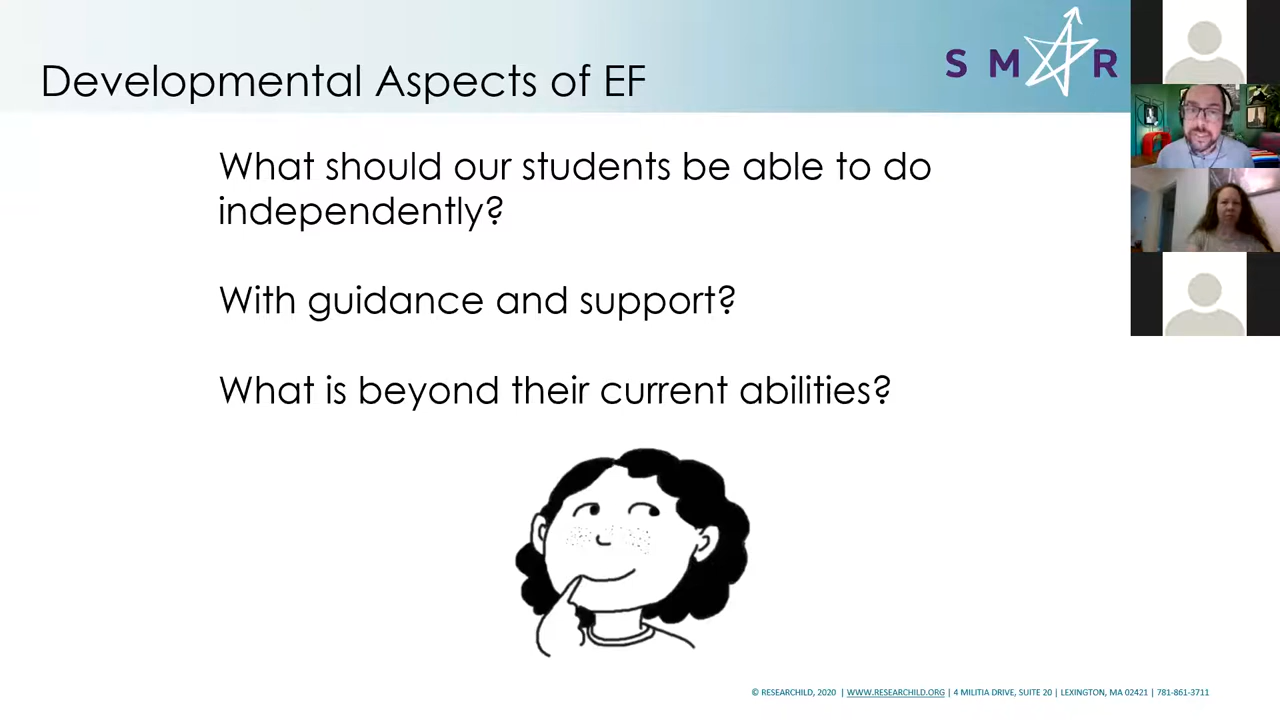 Developmental Aspects of EF
S M R
What should our students be able to do
independently?
With guidance and support?
What is beyond their current abilities?
© RESEARCHILD, 2020 | WWW.RESEARCHILD.ORG | 4 MILITIA DRIVE, SUITE 20 | LEXINGTON, MA 02421 | 781-861-3711